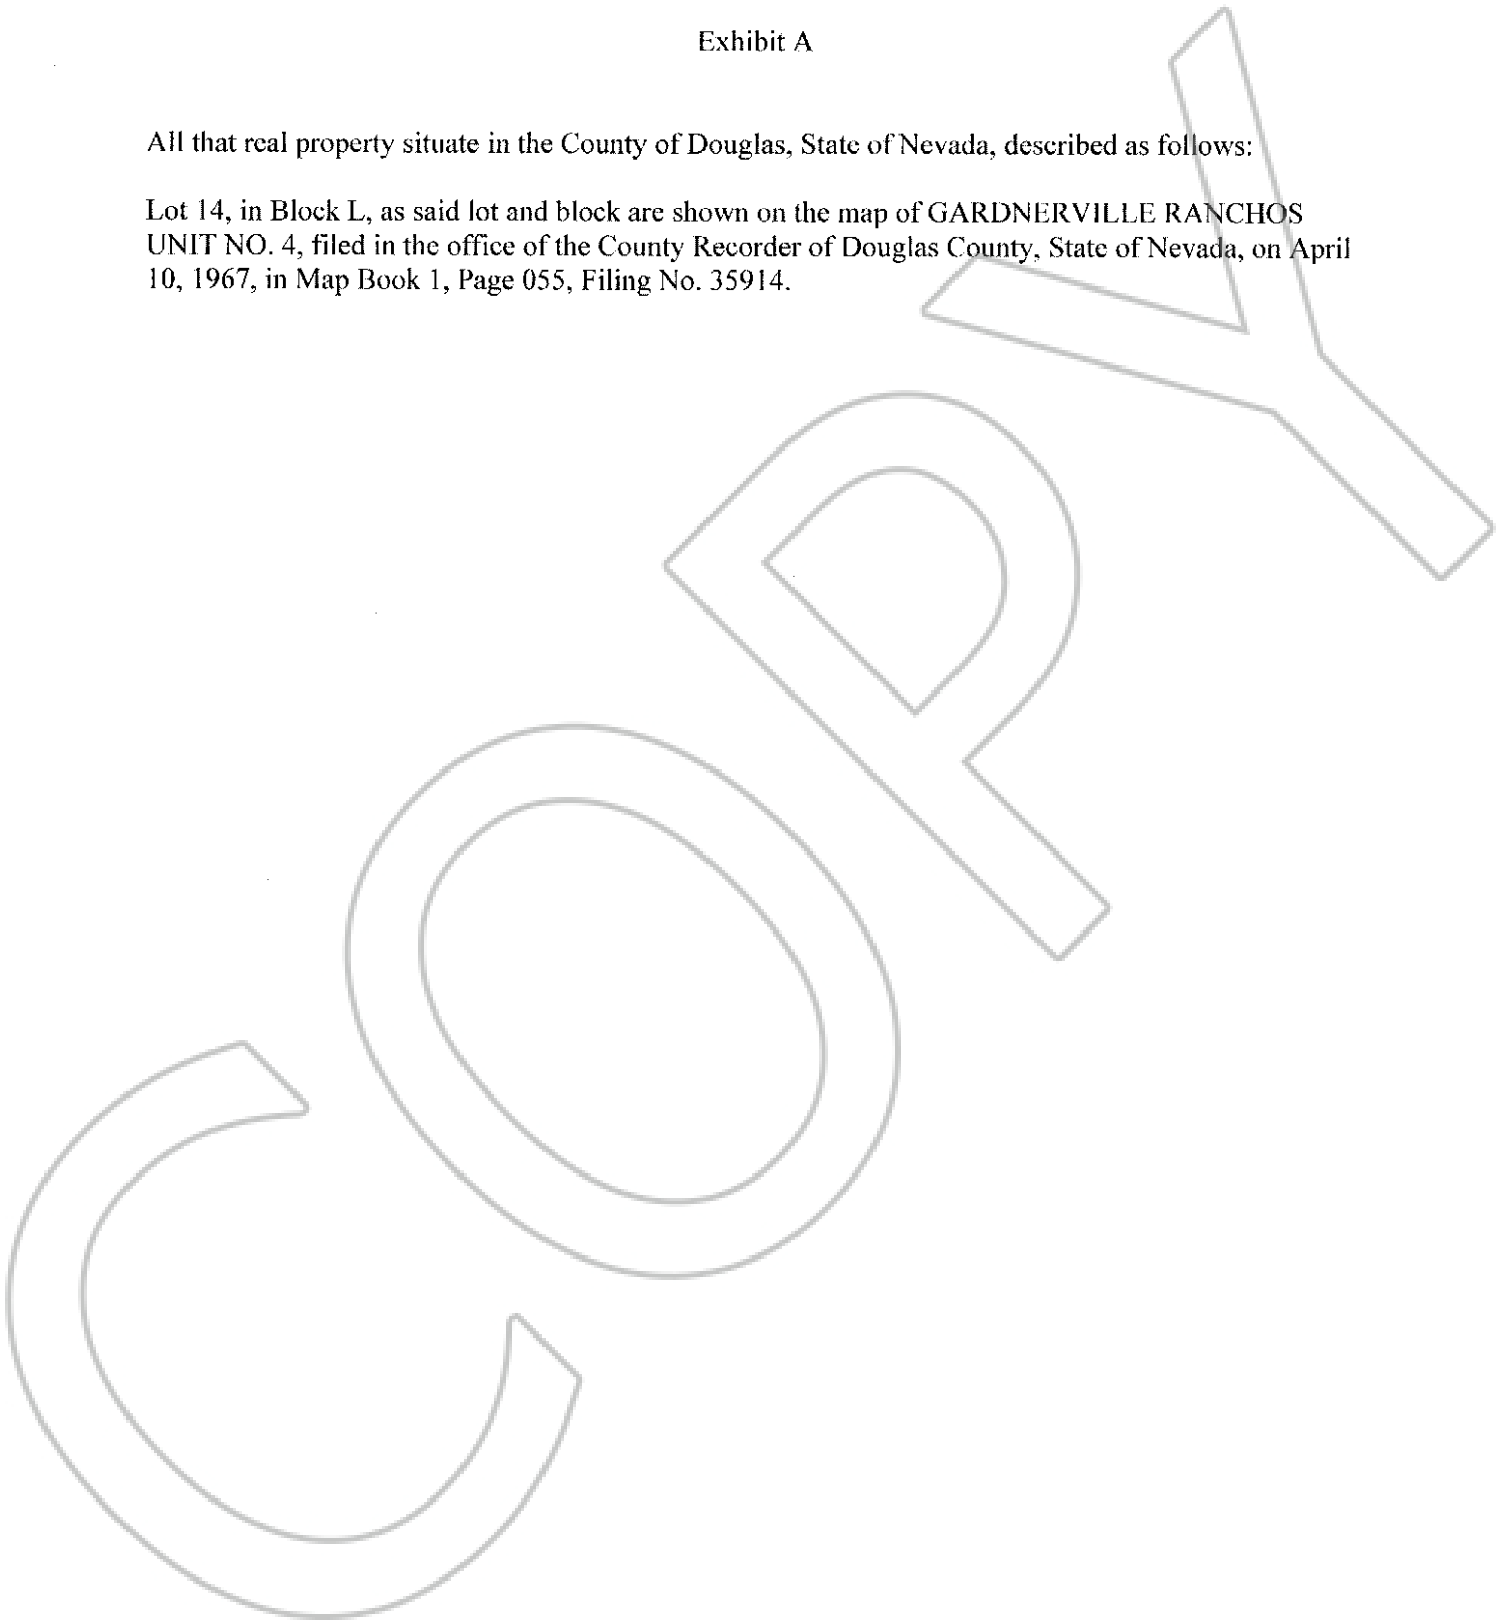 Exhibit A
All that real property situate in the County of Douglas, State of Nevada, described as follows:
Lot 14, in Block L, as said lot and block are shown on the map of GARDNERVILLE RANCHOS
UNIT NO. 4, filed in the office of the County Recorder of Douglas County, State of Nevada, on April
10, 1967, in Map Book 1, Page 055, Filing No. 35914.
COPY